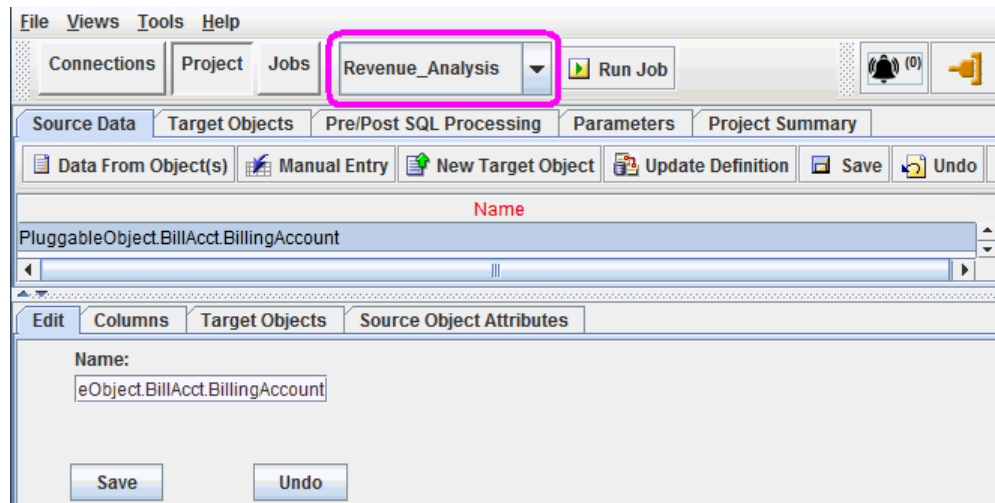 File Views Tools Help
Connections Project Jobs Revenue_Analysis Run Job (0)
Source Data Target Objects Pre/Post SQL Processing Parameters Project Summary
Data From Object(s) Manual Entry New Target Object Update Definition Save Undo
Name
PluggableObject.BillAcct.BillingAccount
Edit Columns Target Objects Source Object Attributes
Name:
eObject.BillAcct.BillingAccount
Save Undo